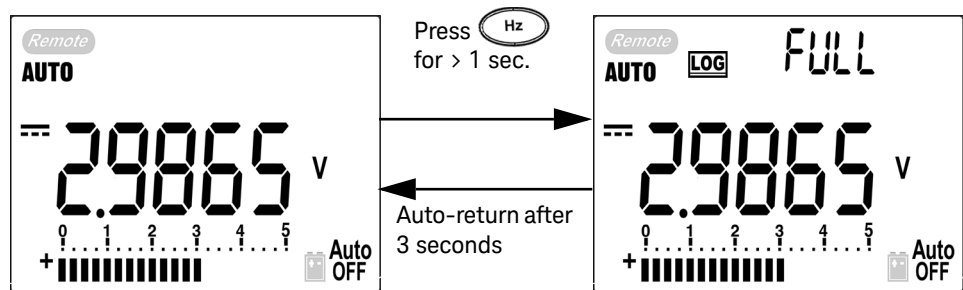 Remote
AUTO
2.9865 V
0 1 2 3 4 5
+
Auto
OFF
Press Hz
for > 1 sec.
Auto-return after
3 seconds
Remote
AUTO LOG FULL
2.9865 V
0 1 2 3 4 5
+
Auto
OFF